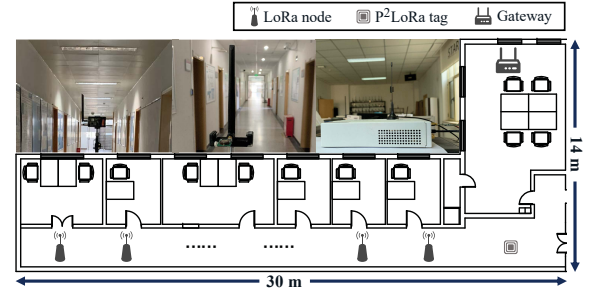 LoRa node P²LoRa tag Gateway
14 m
......
......
30 m